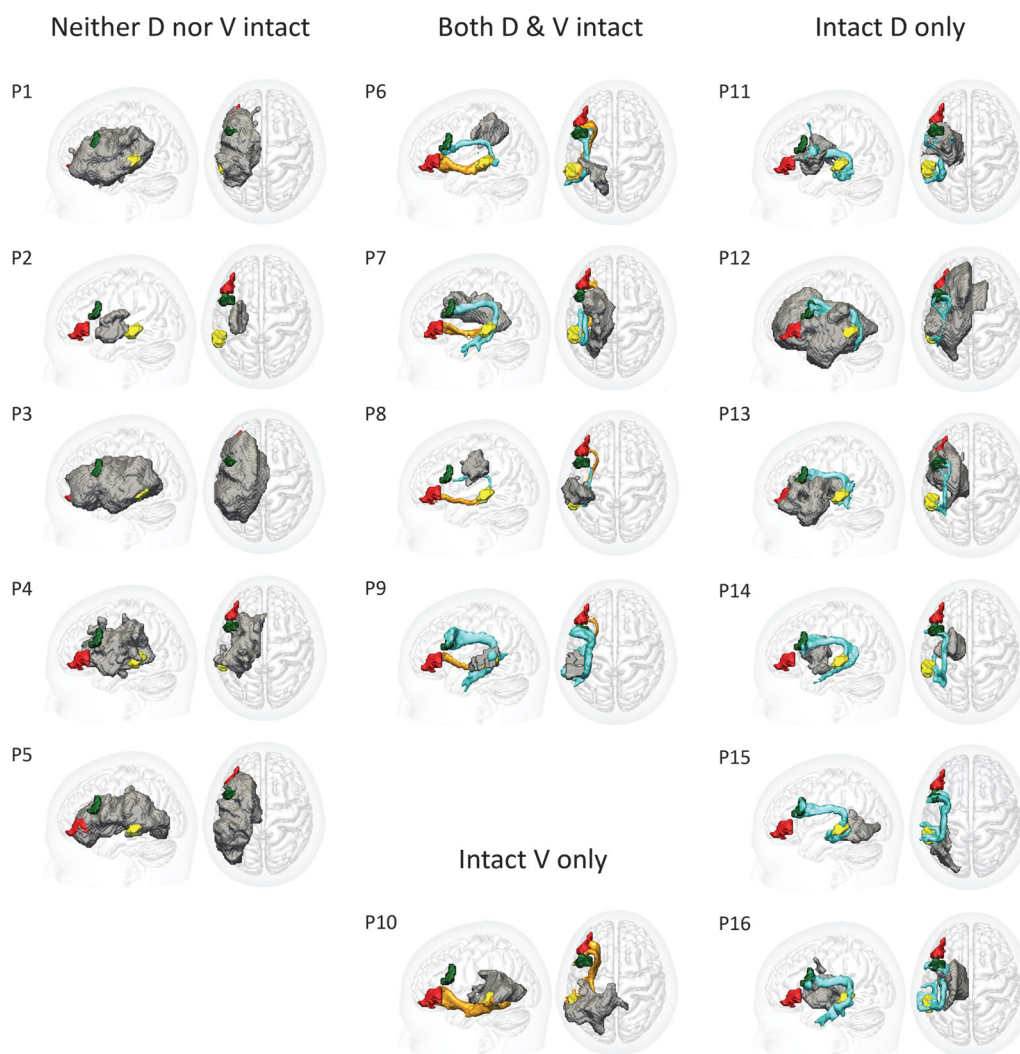 Neither D nor V intact
Both D & V intact
Intact D only
P1
P6
P11
P2
P7
P12
P3
P8
P13
P4
P9
P14
P5
P15
Intact V only
P10
P16